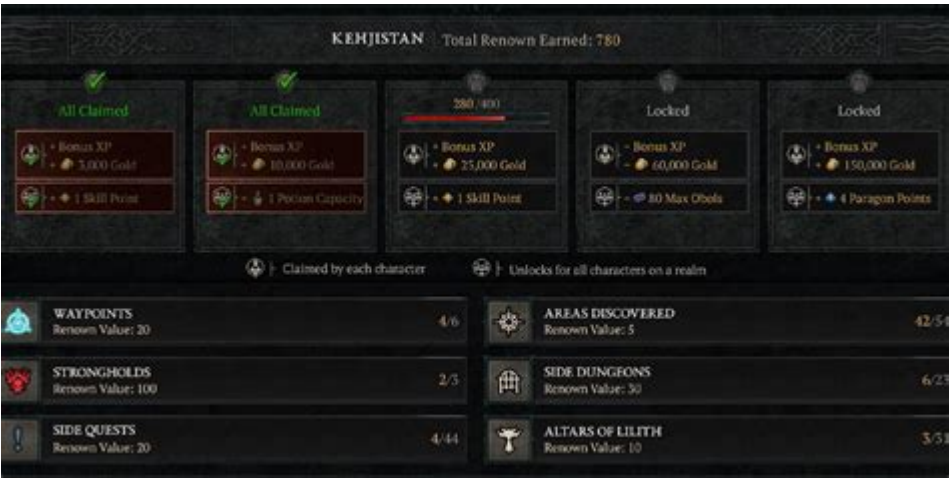 KEHJISTAN Total Renown Earned: 780
All Claimed
+ Bonus XP
+ 3,000 Gold
+ 1 Skill Point
All Claimed
+ Bonus XP
+ 10,000 Gold
+ 1 Potion Capacity
280 /400
+ Bonus XP
+ 25,000 Gold
+ 1 Skill Point
Locked
+ Bonus XP
+ 60,000 Gold
+ 80 Max Obols
Locked
+ Bonus XP
+ 150,000 Gold
+ 4 Paragon Points
Claimed by each character
Unlocks for all characters on a realm
WAYPOINTS
Renown Value: 20
4/6
AREAS DISCOVERED
Renown Value: 5
42/54
STRONGHOLDS
Renown Value: 100
2/3
SIDE DUNGEONS
Renown Value: 30
6/23
SIDE QUESTS
Renown Value: 20
4/44
ALTARS OF LILITH
Renown Value: 10
3/31